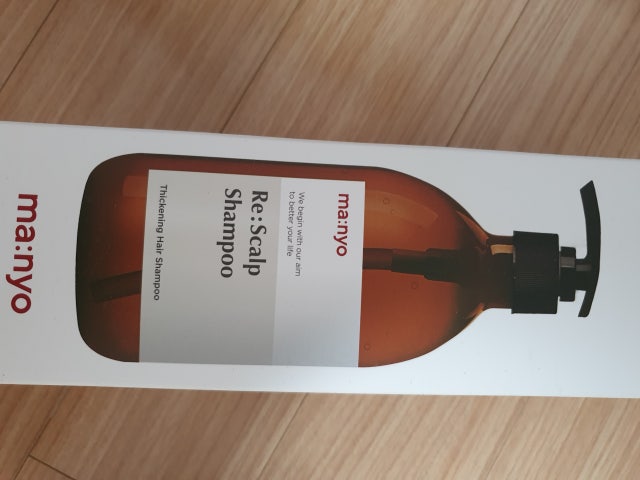 ma:nyo
We begin with our aim
to better your life
Re:Scalp
Shampoo
Thickening Hair Shampoo
ma:nyo